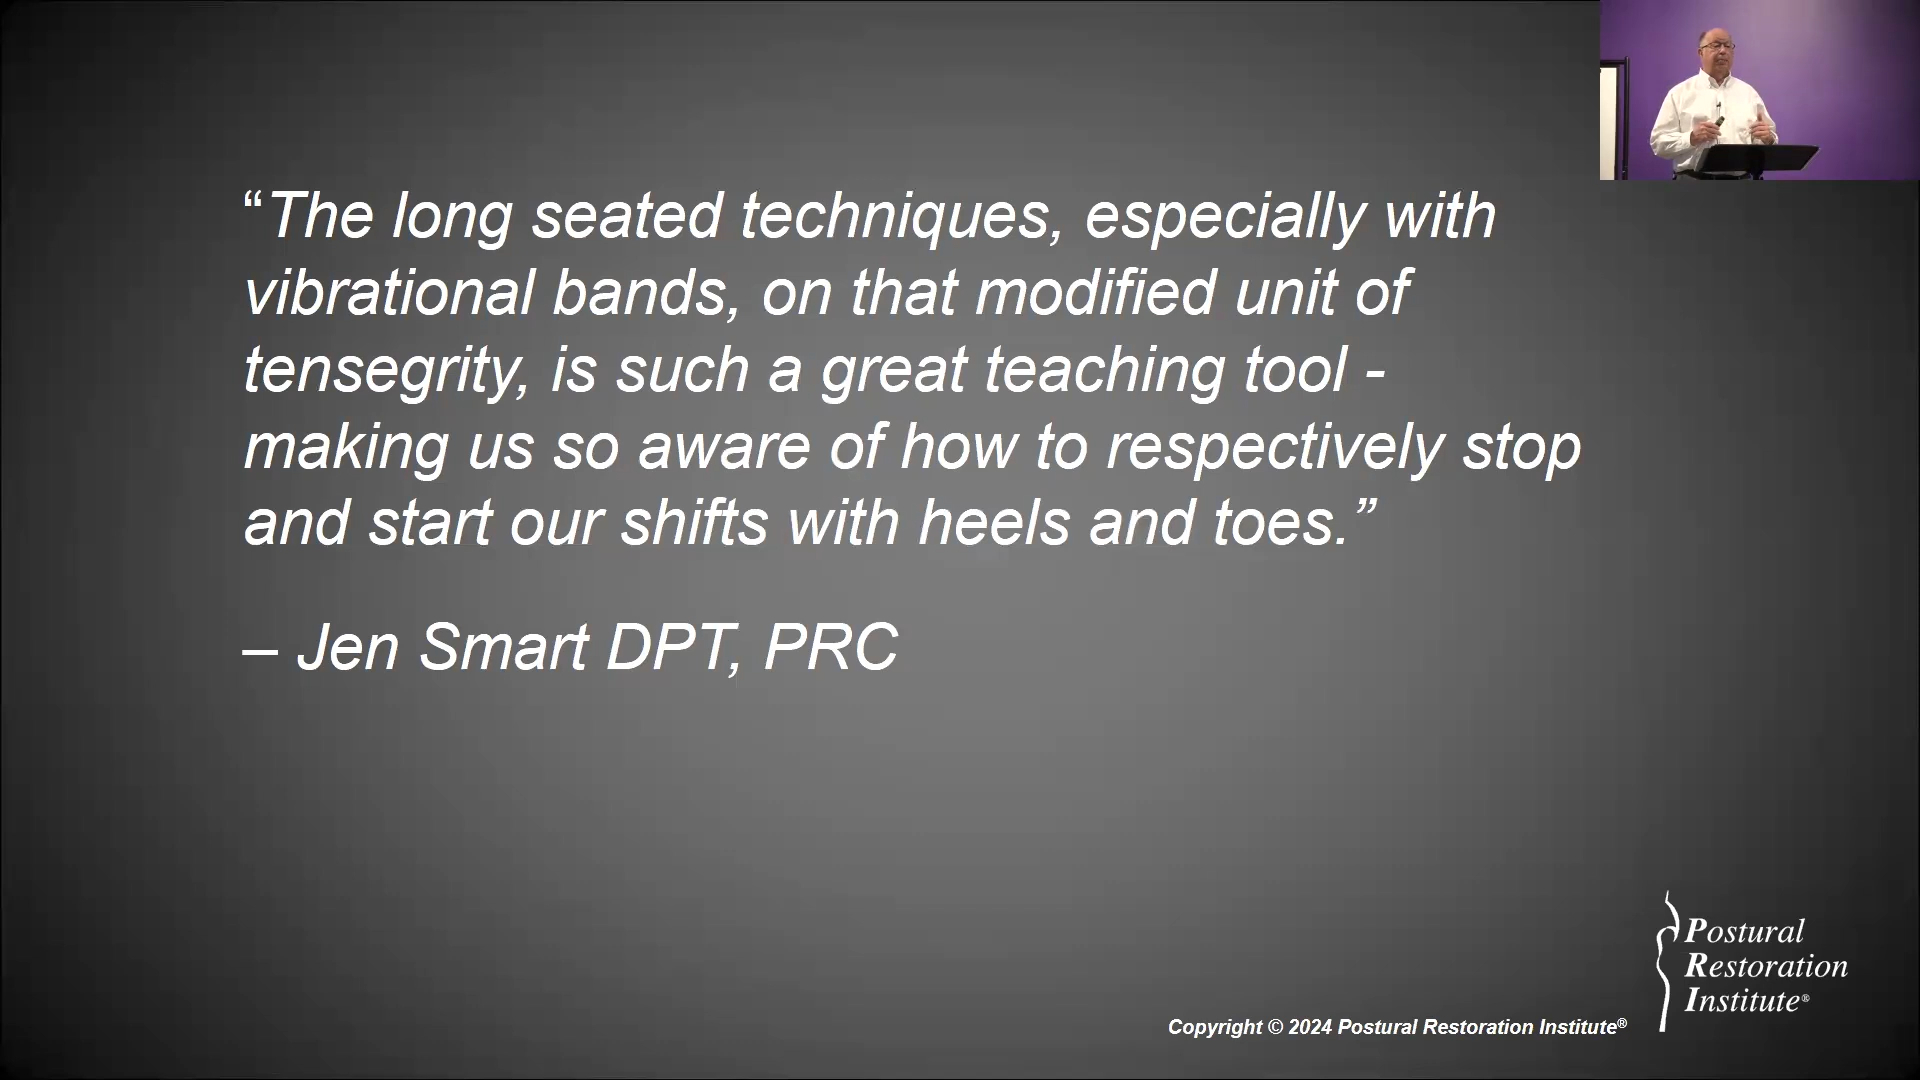 “The long seated techniques, especially with
vibrational bands, on that modified unit of
tensegrity, is such a great teaching tool -
making us so aware of how to respectively stop
and start our shifts with heels and toes.”
– Jen Smart DPT, PRC
Postural
Restoration
Institute®
Copyright © 2024 Postural Restoration Institute®